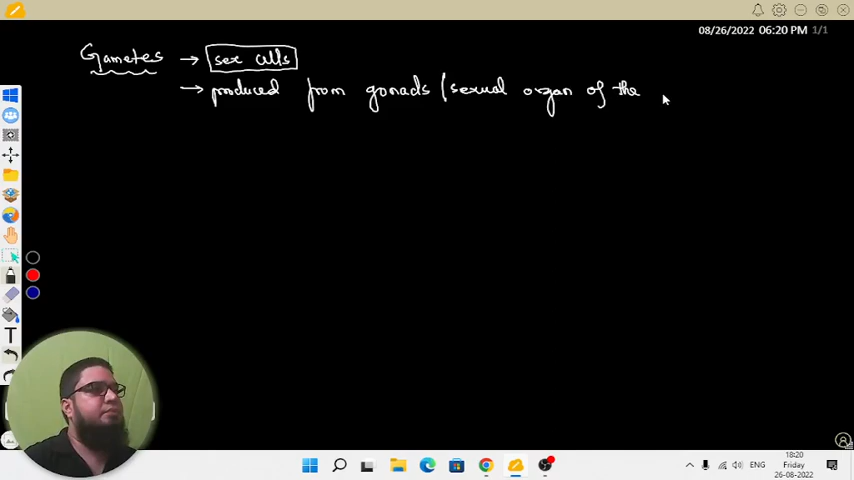 08/26/2022 06:20 PM 1/1
Gametes → sex cells
→ produced from gonads (sexual organ of the
T
ENG
18:20
Friday
26-08-2022